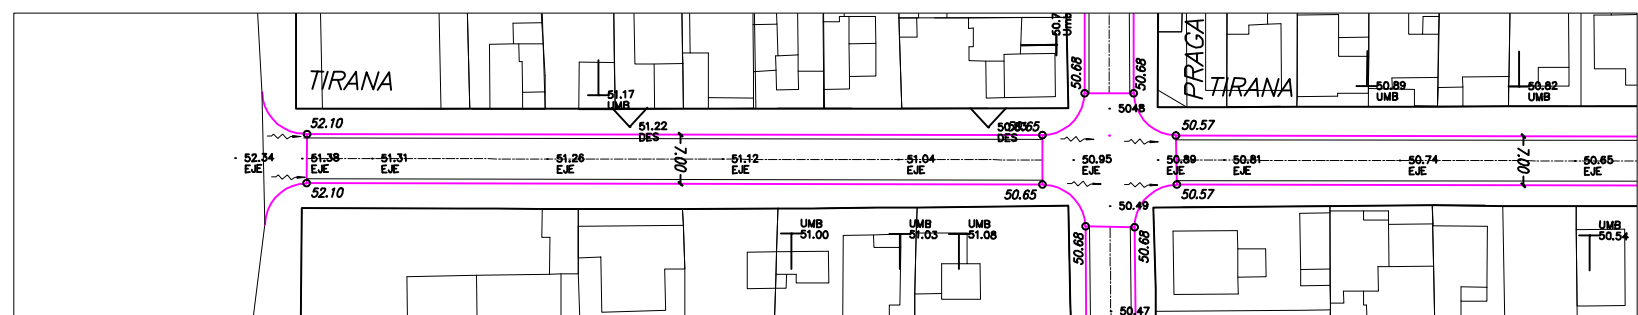 50.7
Umb
50.68
50.68
PRAGA
TIRANA
51.17
UMB
TIRANA
50.89
UMB
50.82
UMB
52.10
51.22
DES
50.65
DES
50.57
7.00
7.00
52.34
EJE
51.38
EJE
51.31
EJE
51.26
EJE
51.12
EJE
51.04
EJE
50.95
EJE
50.89
EJE
50.81
EJE
50.74
EJE
50.65
EJE
52.10
50.65
50.57
50.49
50.68
50.68
UMB
51.00
UMB
51.03
UMB
51.08
UMB
50.54
50.47